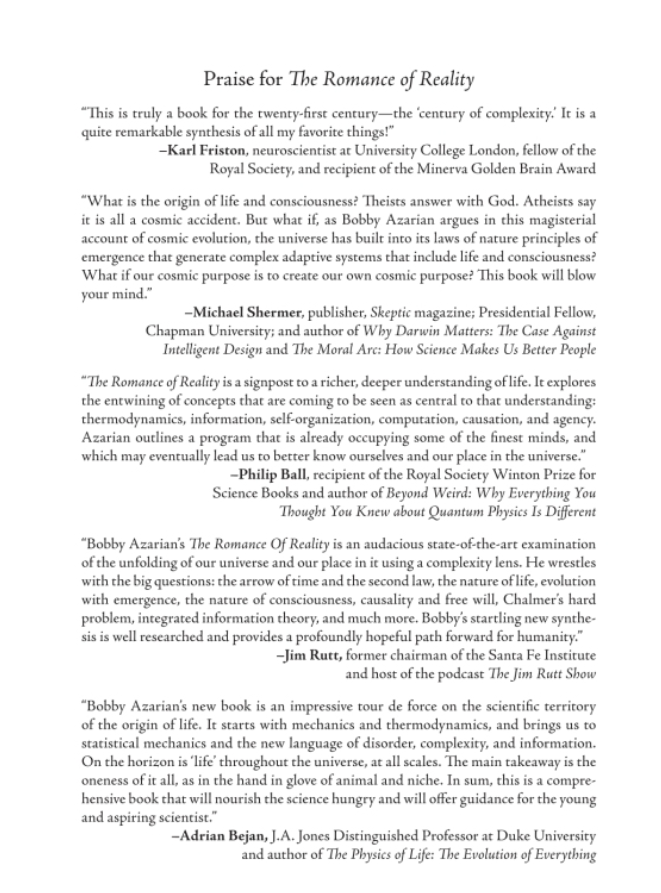 Praise for The Romance of Reality
“This is truly a book for the twenty-first century—the ‘century of complexity.’ It is a
quite remarkable synthesis of all my favorite things!”
–Karl Friston, neuroscientist at University College London, fellow of the
Royal Society, and recipient of the Minerva Golden Brain Award
“What is the origin of life and consciousness? Theists answer with God. Atheists say
it is all a cosmic accident. But what if, as Bobby Azarian argues in this magisterial
account of cosmic evolution, the universe has built into its laws of nature principles of
emergence that generate complex adaptive systems that include life and consciousness?
What if our cosmic purpose is to create our own cosmic purpose? This book will blow
your mind.”
–Michael Shermer, publisher, Skeptic magazine; Presidential Fellow,
Chapman University; and author of Why Darwin Matters: The Case Against
Intelligent Design and The Moral Arc: How Science Makes Us Better People
“The Romance of Reality is a signpost to a richer, deeper understanding of life. It explores
the entwining of concepts that are coming to be seen as central to that understanding:
thermodynamics, information, self-organization, computation, causation, and agency.
Azarian outlines a program that is already occupying some of the finest minds, and
which may eventually lead us to better know ourselves and our place in the universe.”
–Philip Ball, recipient of the Royal Society Winton Prize for
Science Books and author of Beyond Weird: Why Everything You
Thought You Knew about Quantum Physics Is Different
“Bobby Azarian’s The Romance Of Reality is an audacious state-of-the-art examination
of the unfolding of our universe and our place in it using a complexity lens. He wrestles
with the big questions: the arrow of time and the second law, the nature of life, evolution
with emergence, the nature of consciousness, causality and free will, Chalmer’s hard
problem, integrated information theory, and much more. Bobby’s startling new synthe-
sis is well researched and provides a profoundly hopeful path forward for humanity.”
–Jim Rutt, former chairman of the Santa Fe Institute
and host of the podcast The Jim Rutt Show
“Bobby Azarian’s new book is an impressive tour de force on the scientific territory
of the origin of life. It starts with mechanics and thermodynamics, and brings us to
statistical mechanics and the new language of disorder, complexity, and information.
On the horizon is ‘life’ throughout the universe, at all scales. The main takeaway is the
oneness of it all, as in the hand in glove of animal and niche. In sum, this is a compre-
hensive book that will nourish the science hungry and will offer guidance for the young
and aspiring scientist.”
–Adrian Bejan, J.A. Jones Distinguished Professor at Duke University
and author of The Physics of Life: The Evolution of Everything